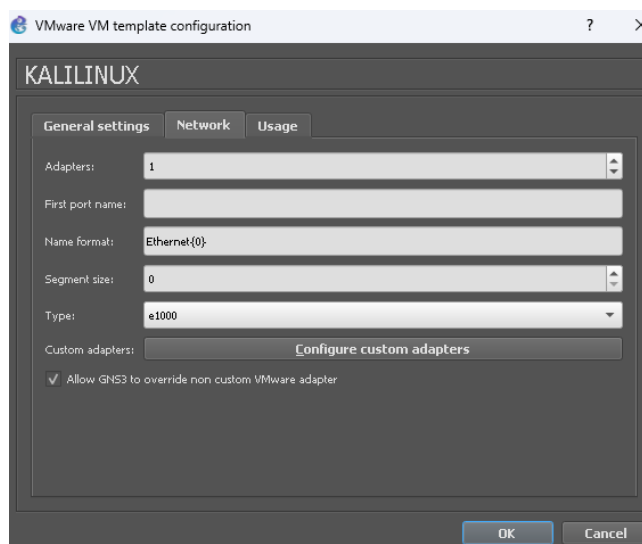 VMware VM template configuration ? ✕
KALILINUX
General settings Network Usage
Adapters: 1
First port name:
Name format: Ethernet{0}
Segment size: 0
Type: e1000
Custom adapters: Configure custom adapters
Allow GNS3 to override non custom VMware adapter
OK Cancel